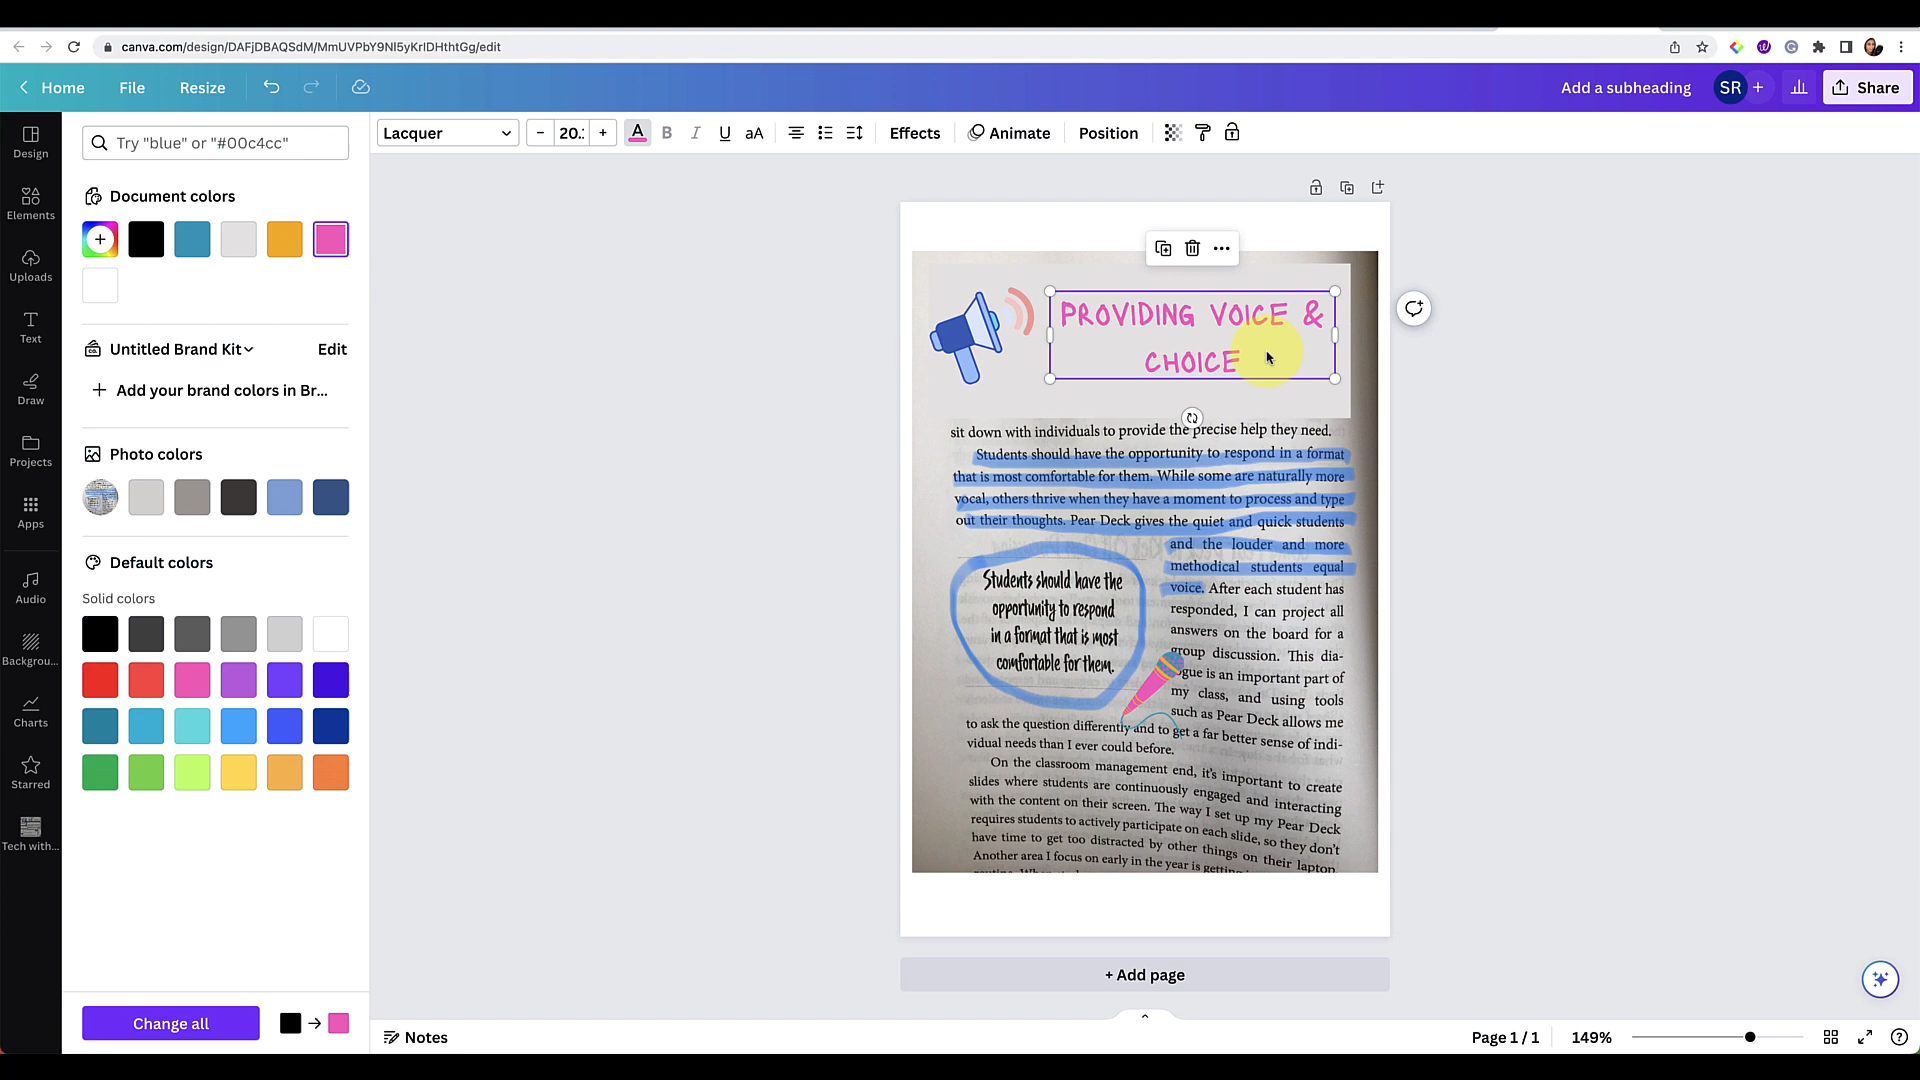 canva.com/design/DAFjDBAQSdM/MmUVPbY9Nl5yKrIDHthtGg/edit
Home File Resize
Add a subheading SR + Share
Design
Elements
Uploads
Text
Draw
Projects
Apps
Audio
Backgrou...
Charts
Starred
Tech with...
Try "blue" or "#00c4cc"
Document colors
Untitled Brand Kit Edit
+ Add your brand colors in Br...
Photo colors
Default colors
Solid colors
Change all
Lacquer – 20. + A B I U aA Effects Animate Position
PROVIDING VOICE &
CHOICE
sit down with individuals to provide the precise help they need.
Students should have the opportunity to respond in a format
that is most comfortable for them. While some are naturally more
vocal, others thrive when they have a moment to process and type
out their thoughts. Pear Deck gives the quiet and quick students
and the louder and more
methodical students equal
voice. After each student has
responded, I can project all
answers on the board for a
group discussion. This dia-
ogue is an important part of
my class, and using tools
such as Pear Deck allows me
Students should have the
opportunity to respond
in a format that is most
comfortable for them.
to ask the question differently and to get a far better sense of indi-
vidual needs than I ever could before.
On the classroom management end, it's important to create
slides where students are continuously engaged and interacting
with the content on their screen. The way I set up my Pear Deck
requires students to actively participate on each slide, so they don't
have time to get too distracted by other things on their laptop.
Another area I focus on early in the year is getting
+ Add page
Notes
Page 1 / 1 149%